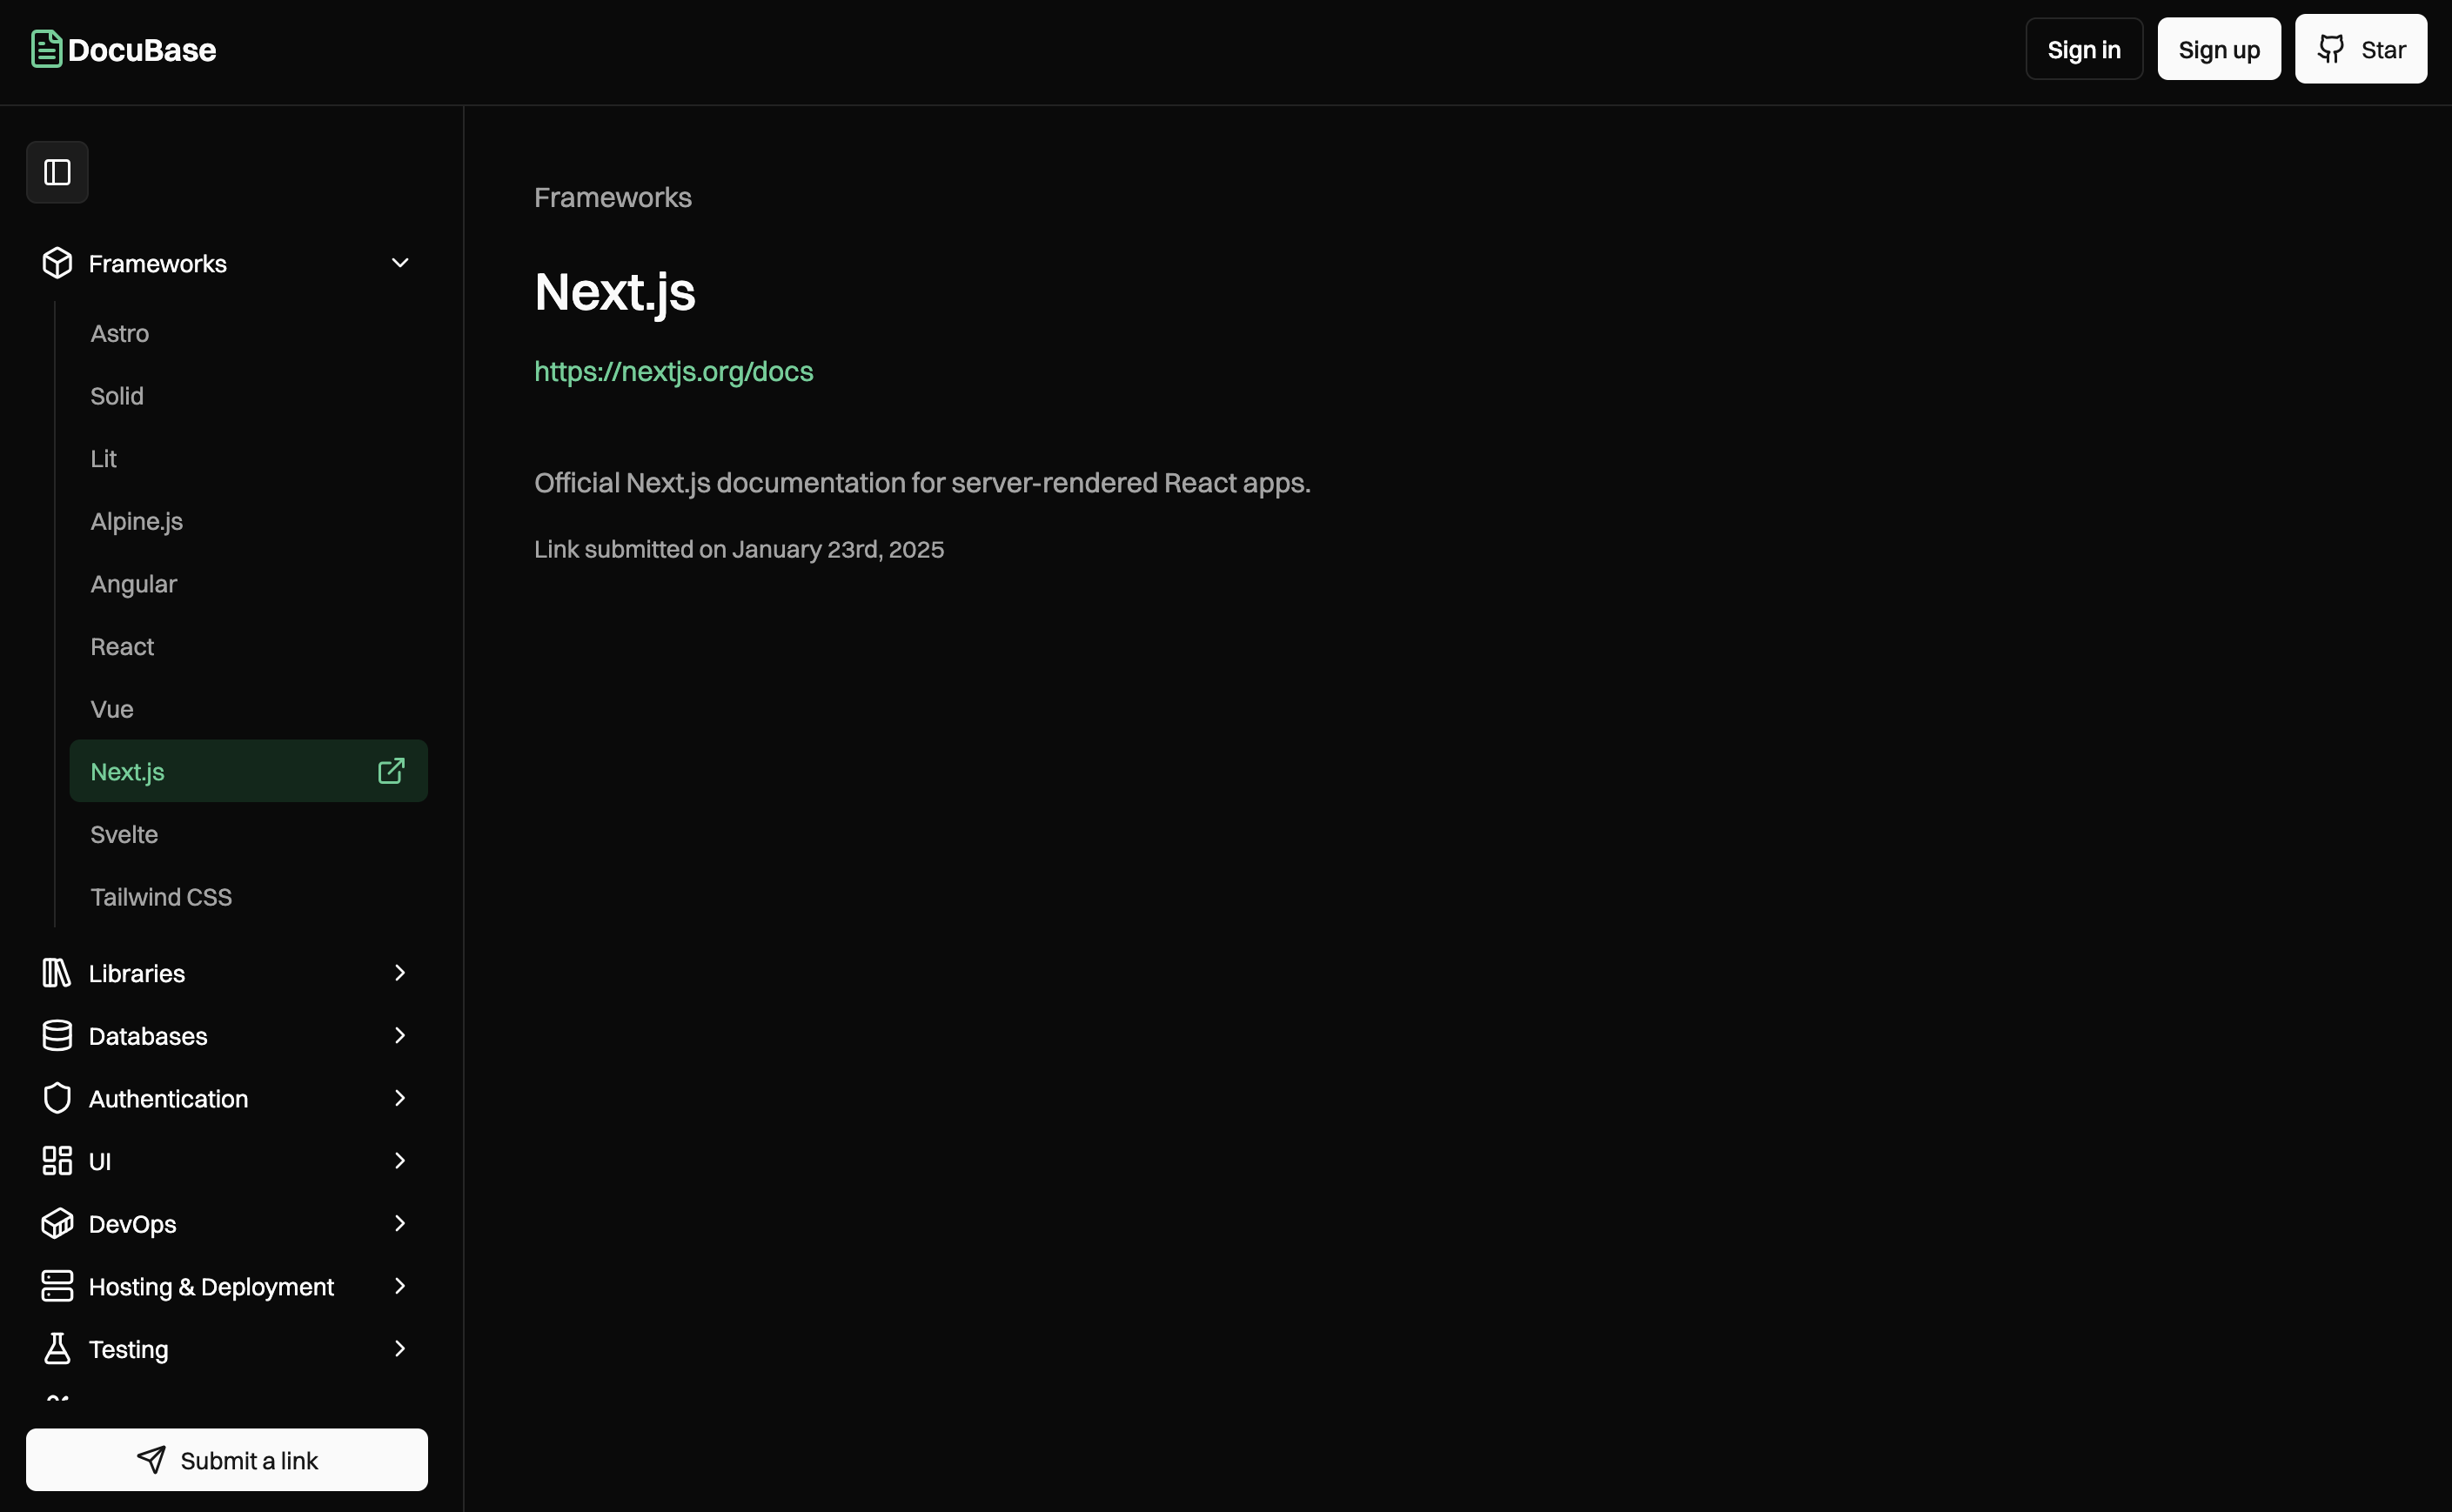 DocuBase
Sign in
Sign up
Star
Frameworks
Astro
Solid
Lit
Alpine.js
Angular
React
Vue
Next.js
Svelte
Tailwind CSS
Libraries
Databases
Authentication
UI
DevOps
Hosting & Deployment
Testing
Submit a link
Frameworks
Next.js
https://nextjs.org/docs
Official Next.js documentation for server-rendered React apps.
Link submitted on January 23rd, 2025